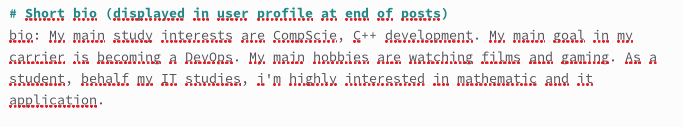 # Short bio (displayed in user profile at end of posts)
bio: My main study interests are CompScie, C++ development. My main goal in my
carrier is becoming a DevOps. My main hobbies are watching films and gaming. As a
student, behalf my IT studies, i'm highly interested in mathematic and it
application.